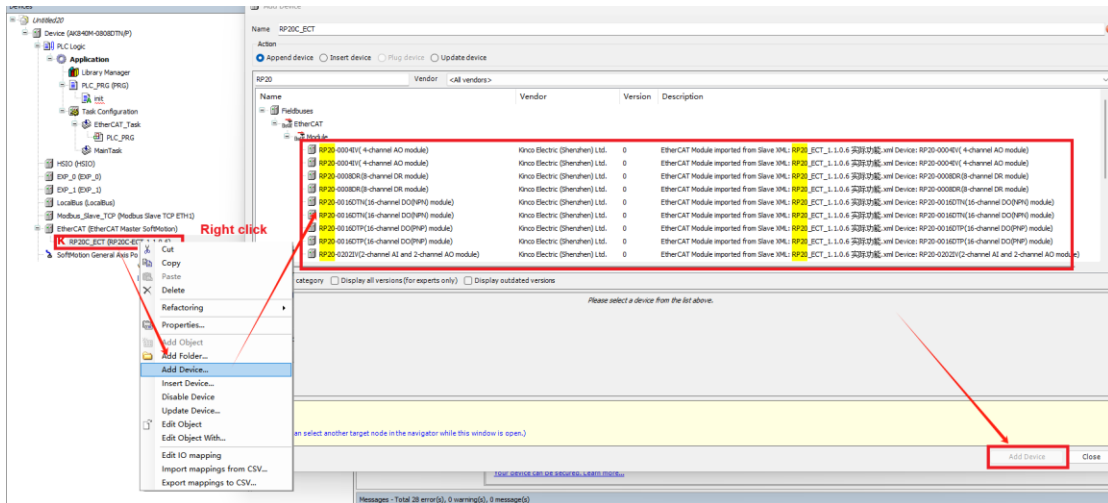 Devices
Untitled20
Device (AK840M-0808DTN/P)
PLC Logic
Application
Library Manager
PLC_PRG (PRG)
init
Task Configuration
EtherCAT_Task
PLC_PRG
MainTask
HSIO (HSIO)
EXP_0 (EXP_0)
EXP_1 (EXP_1)
LocalBus (LocalBus)
Modbus_Slave_TCP (Modbus Slave TCP ETH1)
EtherCAT (EtherCAT Master SoftMotion)
RP20C_ECT (RP20C-ECT_1.1.0.6)
SoftMotion General Axis Po
Right click
Cut
Copy
Paste
Delete
Refactoring
Properties...
Add Object
Add Folder...
Add Device...
Insert Device...
Disable Device
Update Device...
Edit Object
Edit Object With...
Edit IO mapping
Import mappings from CSV...
Export mappings to CSV...
Add Device
Name RP20C_ECT
Action
Append device Insert device Plug device Update device
RP20 Vendor <All vendors>
Name Vendor Version Description
Fieldbuses
EtherCAT
Module
RP20-0004IV( 4-channel AO module) Kinco Electric (Shenzhen) Ltd. 0 EtherCAT Module imported from Slave XML: RP20_ECT_1.1.0.6 实际功能.xml Device: RP20-0004IV( 4-channel AO module)
RP20-0004IV( 4-channel AO module) Kinco Electric (Shenzhen) Ltd. 0 EtherCAT Module imported from Slave XML: RP20_ECT_1.1.0.6 实际功能.xml Device: RP20-0004IV( 4-channel AO module)
RP20-0008DR(8-channel DR module) Kinco Electric (Shenzhen) Ltd. 0 EtherCAT Module imported from Slave XML: RP20_ECT_1.1.0.6 实际功能.xml Device: RP20-0008DR(8-channel DR module)
RP20-0008DR(8-channel DR module) Kinco Electric (Shenzhen) Ltd. 0 EtherCAT Module imported from Slave XML: RP20_ECT_1.1.0.6 实际功能.xml Device: RP20-0008DR(8-channel DR module)
RP20-0016DTN(16-channel DO(NPN) module) Kinco Electric (Shenzhen) Ltd. 0 EtherCAT Module imported from Slave XML: RP20_ECT_1.1.0.6 实际功能.xml Device: RP20-0016DTN(16-channel DO(NPN) module)
RP20-0016DTN(16-channel DO(NPN) module) Kinco Electric (Shenzhen) Ltd. 0 EtherCAT Module imported from Slave XML: RP20_ECT_1.1.0.6 实际功能.xml Device: RP20-0016DTN(16-channel DO(NPN) module)
RP20-0016DTP(16-channel DO(PNP) module) Kinco Electric (Shenzhen) Ltd. 0 EtherCAT Module imported from Slave XML: RP20_ECT_1.1.0.6 实际功能.xml Device: RP20-0016DTP(16-channel DO(PNP) module)
RP20-0016DTP(16-channel DO(PNP) module) Kinco Electric (Shenzhen) Ltd. 0 EtherCAT Module imported from Slave XML: RP20_ECT_1.1.0.6 实际功能.xml Device: RP20-0016DTP(16-channel DO(PNP) module)
RP20-0202IV(2-channel AI and 2-channel AO module) Kinco Electric (Shenzhen) Ltd. 0 EtherCAT Module imported from Slave XML: RP20_ECT_1.1.0.6 实际功能.xml Device: RP20-0202IV(2-channel AI and 2-channel AO module)
category Display all versions (for experts only) Display outdated versions
Please select a device from the list above.
an select another target node in the navigator while this window is open.)
Add Device Close
Your device can be secured. Learn more...
Messages - Total 28 error(s), 0 warning(s), 0 message(s)